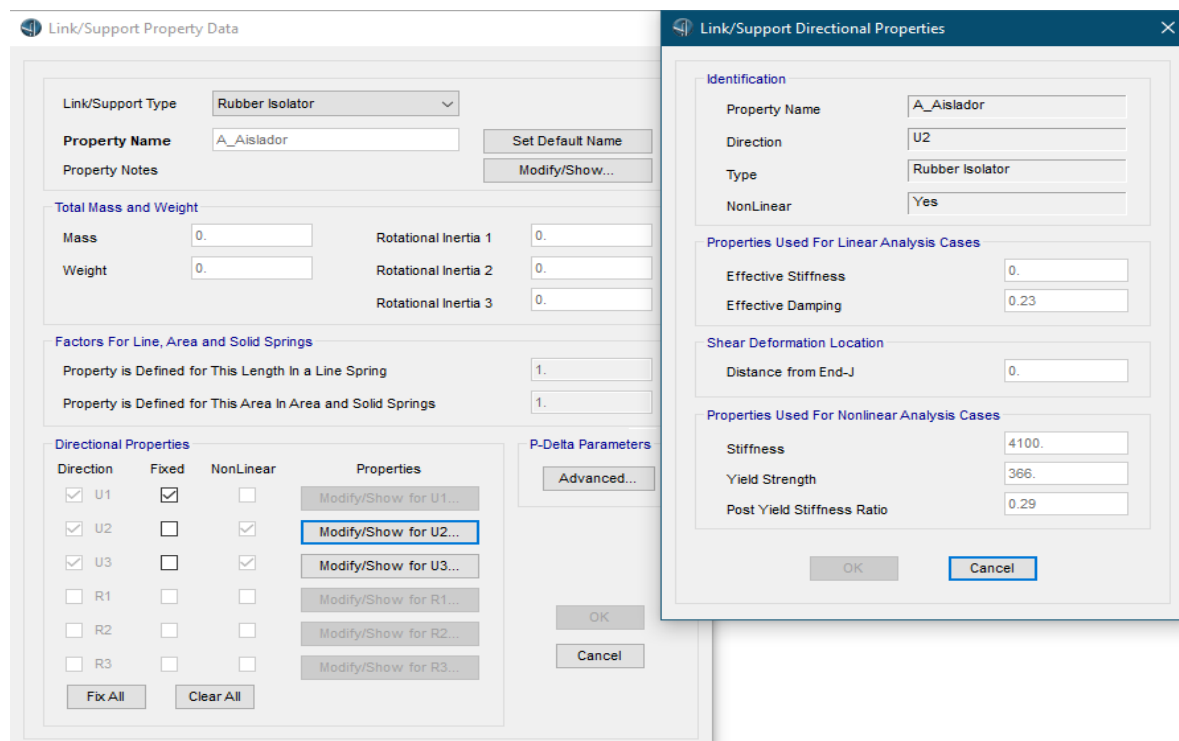 Link/Support Property Data
Link/Support Type Rubber Isolator
Property Name A_Aislador Set Default Name
Property Notes Modify/Show...
Total Mass and Weight
Mass 0. Rotational Inertia 1 0.
Weight 0. Rotational Inertia 2 0.
Rotational Inertia 3 0.
Factors For Line, Area and Solid Springs
Property is Defined for This Length In a Line Spring 1.
Property is Defined for This Area In Area and Solid Springs 1.
Directional Properties
Direction Fixed NonLinear Properties
U1 Modify/Show for U1...
U2 Modify/Show for U2...
U3 Modify/Show for U3...
R1 Modify/Show for R1...
R2 Modify/Show for R2...
R3 Modify/Show for R3...
Fix All Clear All
P-Delta Parameters
Advanced...
OK
Cancel
Link/Support Directional Properties
Identification
Property Name A_Aislador
Direction U2
Type Rubber Isolator
NonLinear Yes
Properties Used For Linear Analysis Cases
Effective Stiffness 0.
Effective Damping 0.23
Shear Deformation Location
Distance from End-J 0.
Properties Used For Nonlinear Analysis Cases
Stiffness 4100.
Yield Strength 366.
Post Yield Stiffness Ratio 0.29
OK Cancel